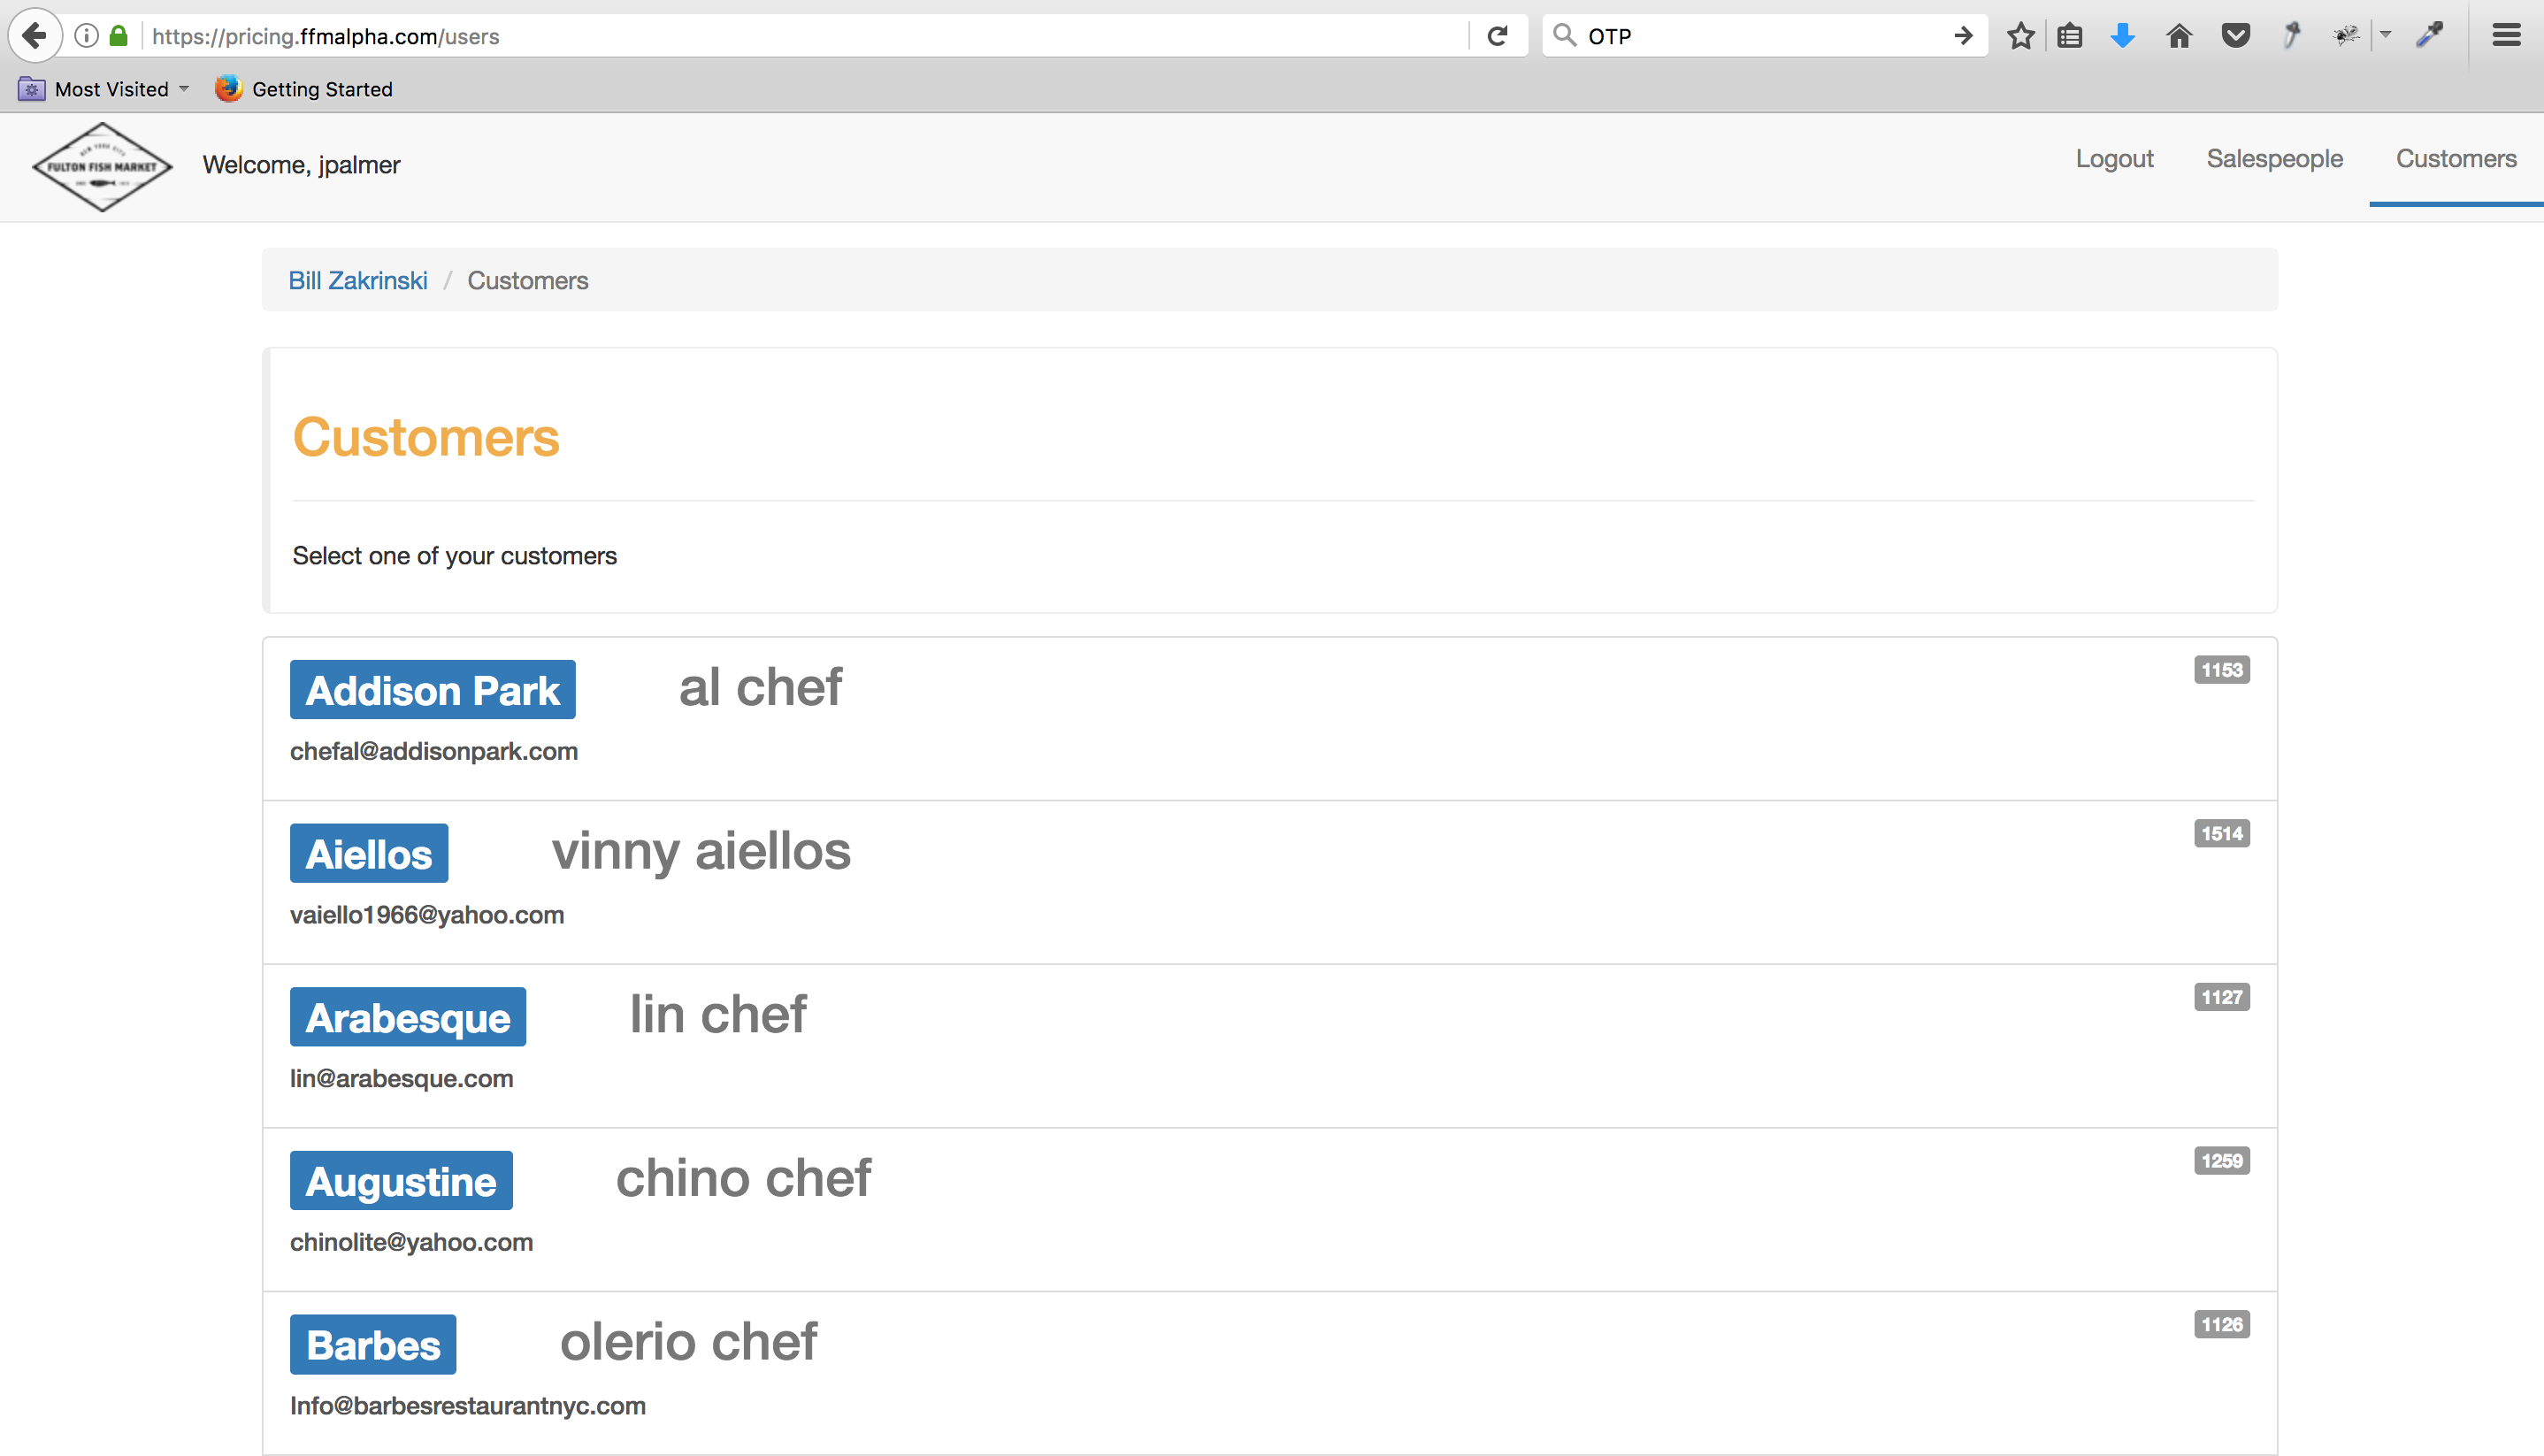 https://pricing.ffmalpha.com/users
OTP
Most Visited
Getting Started
NEW YORK CITY
FULTON FISH MARKET
Welcome, jpalmer
Logout
Salespeople
Customers
Bill Zakrinski / Customers
Customers
Select one of your customers
Addison Park al chef 1153
chefal@addisonpark.com
Aiellos vinny aiellos 1514
vaiello1966@yahoo.com
Arabesque lin chef 1127
lin@arabesque.com
Augustine chino chef 1259
chinolite@yahoo.com
Barbes olerio chef 1126
Info@barbesrestaurantnyc.com